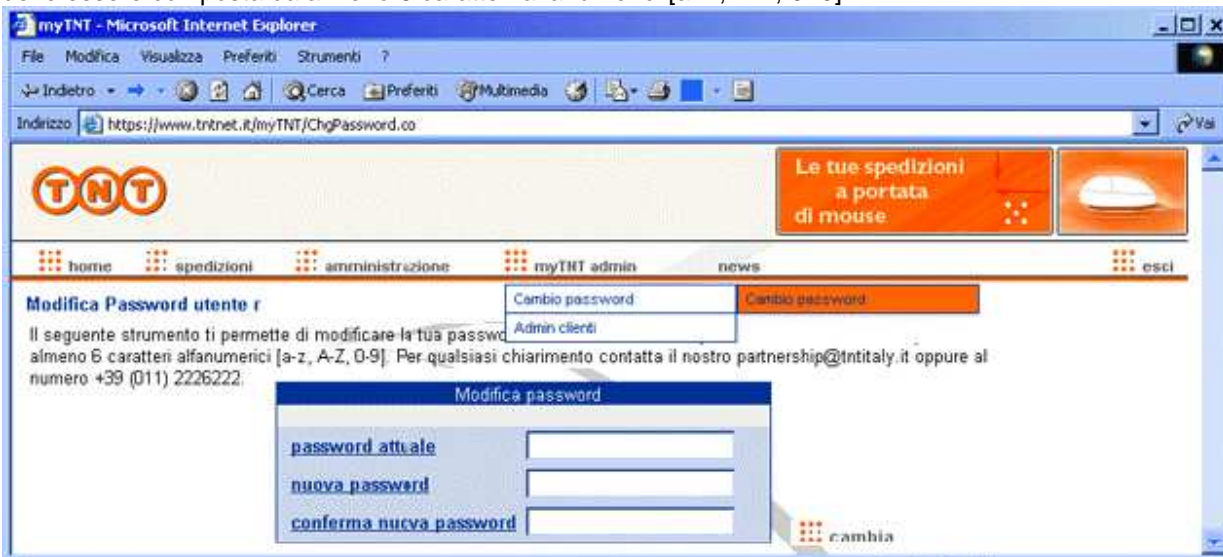 myTNT - Microsoft Internet Explorer
File Modifica Visualizza Preferiti Strumenti ?
Indietro Cerca Preferiti Multimedia
Indirizzo https://www.tntnet.it/myTNT/ChgPassword.co Vai
TNT
Le tue spedizioni
a portata
di mouse
home spedizioni amministrazione myTNT admin news esci
Cambio password Cambio password
Admin clienti
Modifica Password utente r
Il seguente strumento ti permette di modificare la tua passw
almeno 6 caratteri alfanumerici [a-z, A-Z, 0-9]. Per qualsiasi chiarimento contatta il nostro partnership@tntitaly.it oppure al
numero +39 (011) 2226222.
Modifica password
password attuale
nuova password
conferma nuova password
cambia